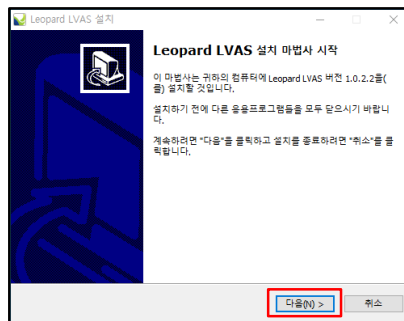 Leopard LVAS 설치
Leopard LVAS 설치 마법사 시작
이 마법사는 귀하의 컴퓨터에 Leopard LVAS 버전 1.0.2.2을(
를) 설치할 것입니다.
설치하기 전에 다른 응용프로그램들을 모두 닫으시기 바랍니
다.
계속하려면 "다음"을 클릭하고 설치를 종료하려면 "취소"를 클
릭합니다.
다음(N) >
취소